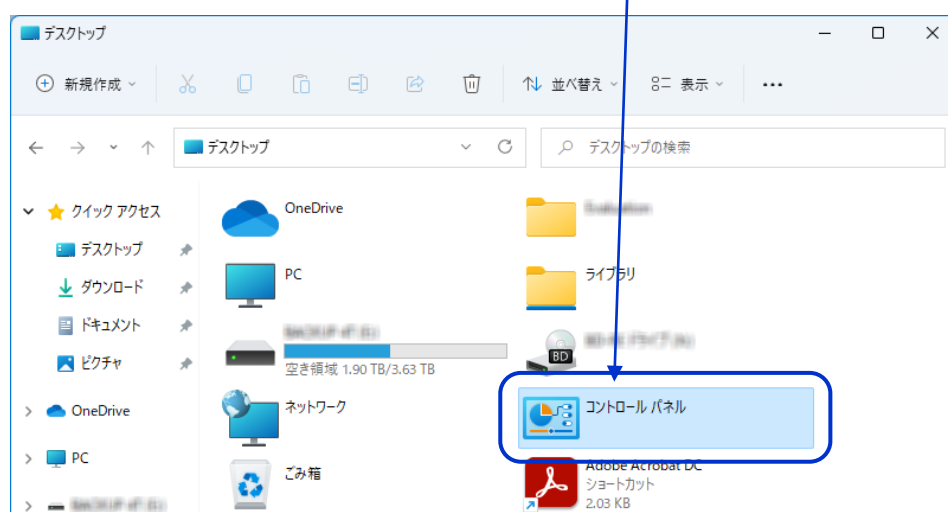 デスクトップ
新規作成
並べ替え
表示
デスクトップ
デスクトップの検索
クイック アクセス
デスクトップ
ダウンロード
ドキュメント
ピクチャ
OneDrive
PC
OneDrive
PC
空き領域 1.90 TB/3.63 TB
ネットワーク
ごみ箱
ライブラリ
BD
コントロール パネル
Adobe Acrobat DC
ショートカット
2.03 KB